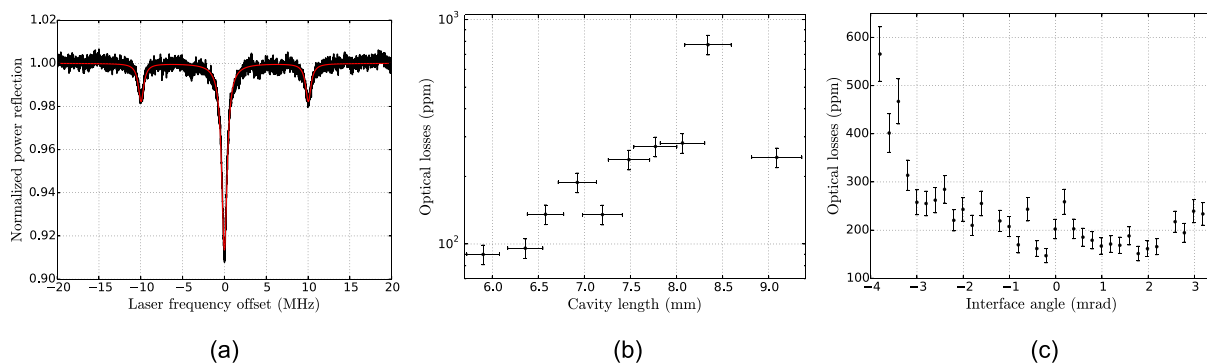 Normalized power reflection
1.02
1.00
0.98
0.96
0.94
0.92
0.90
−20 −15 −10 −5 0 5 10 15 20
Laser frequency offset (MHz)
(a)
Optical losses (ppm)
10³
10²
6.0 6.5 7.0 7.5 8.0 8.5 9.0
Cavity length (mm)
(b)
Optical losses (ppm)
600
500
400
300
200
100
−4 −3 −2 −1 0 1 2 3
Interface angle (mrad)
(c)